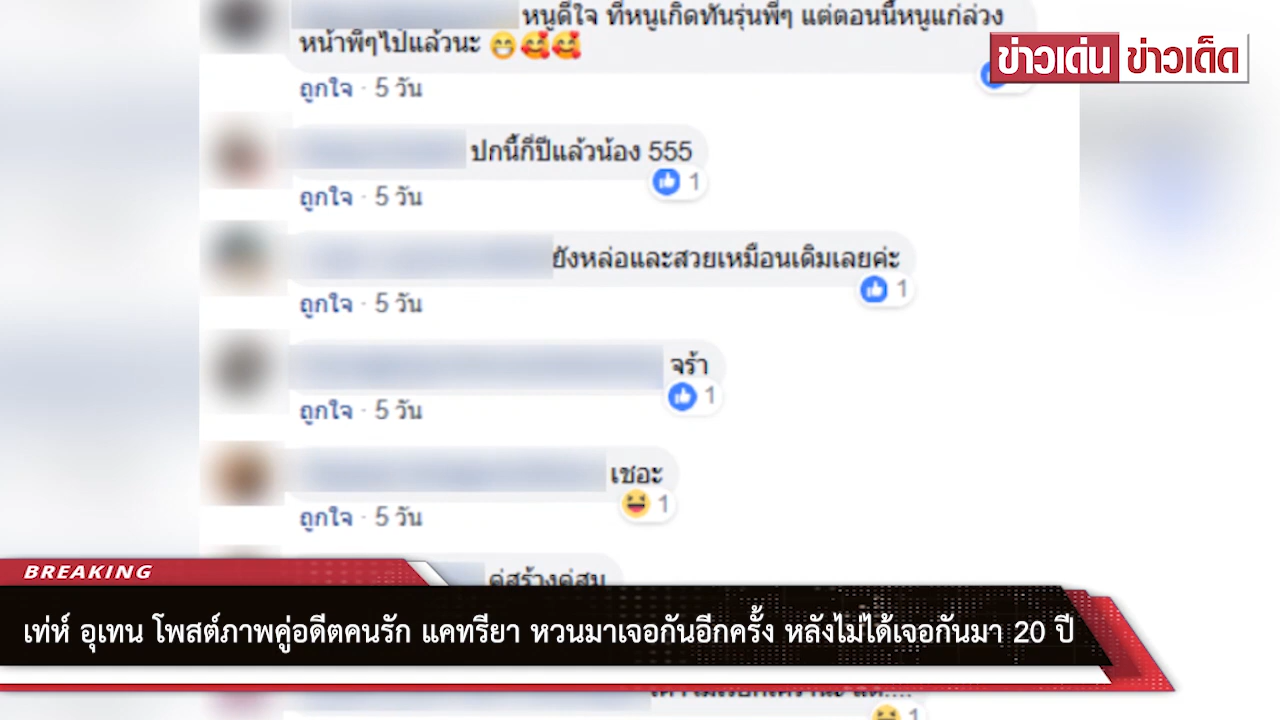 หนูดีใจ ที่หนูเกิดทันรุ่นพี่ๆ แต่ตอนนี้หนูแก่ล่วง
หน้าพี่ๆไปแล้วนะ 😁🥰🥰
ข่าวเด่น ข่าวเด็ด
ถูกใจ · 5 วัน
ปกนี้กี่ปีแล้วน้อง 555
1
ถูกใจ · 5 วัน
ยังหล่อและสวยเหมือนเดิมเลยค่ะ
1
ถูกใจ · 5 วัน
จร้า
1
ถูกใจ · 5 วัน
เชอะ
1
ถูกใจ · 5 วัน
คู่สร้างคู่สม
BREAKING
เท่ห์ อุเทน โพสต์ภาพคู่อดีตคนรัก แคทรียา หวนมาเจอกันอีกครั้ง หลังไม่ได้เจอกันมา 20 ปี
1